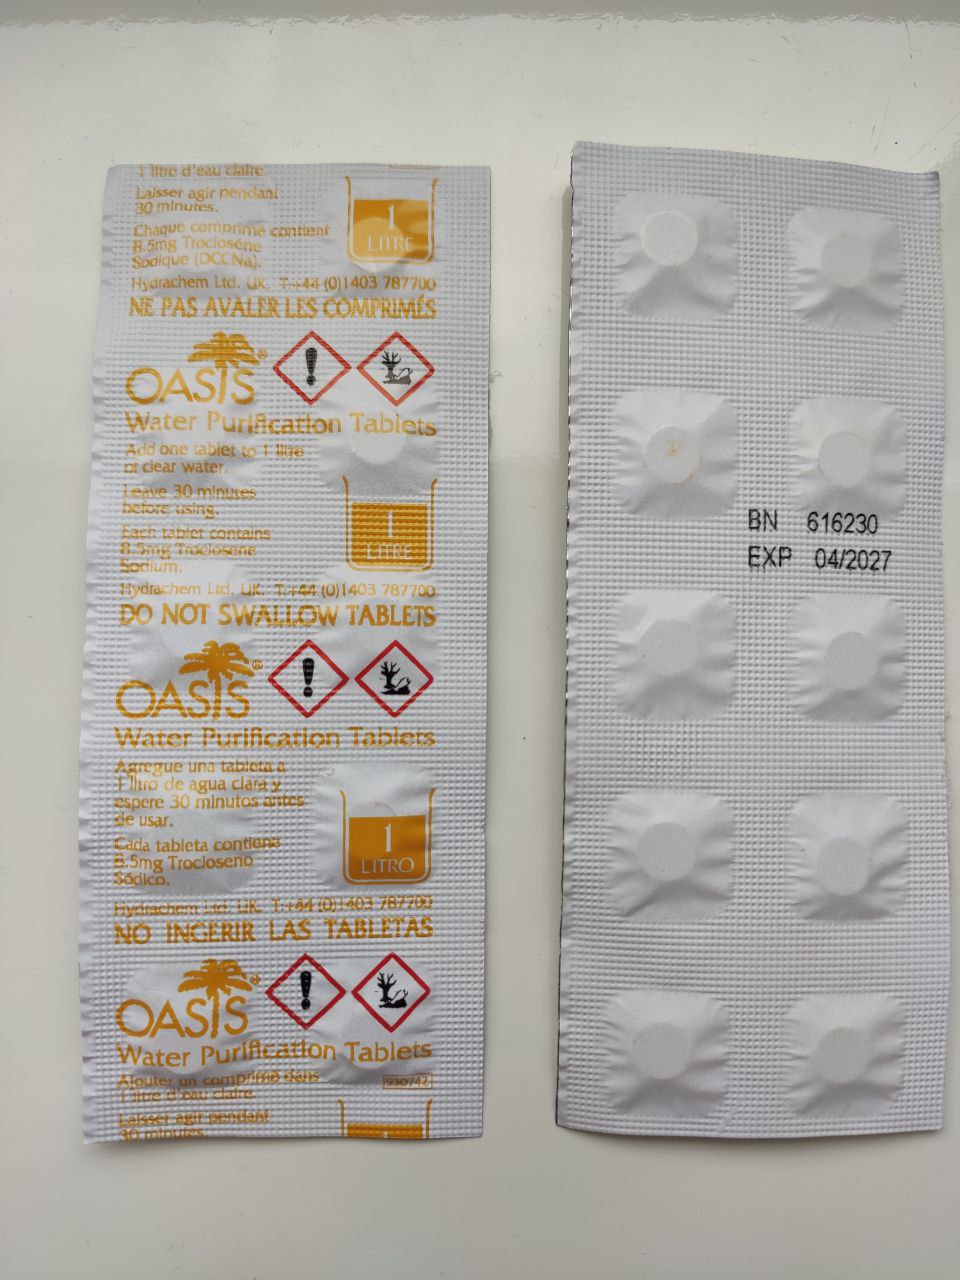 1 litre d'eau claire.
Laisser agir pendant
30 minutes.
Chaque comprimé contient
8.5mg Troclosène
Sodique (DCCNa).
1
LITRE
Hydrachem Ltd. UK. T:+44 (0)1403 787700
NE PAS AVALER LES COMPRIMÉS
OASIS®
Water Purification Tablets
Add one tablet to 1 litre
of clear water.
Leave 30 minutes
before using.
Each tablet contains
8.5mg Troclosene
Sodium.
1
LITRE
Hydrachem Ltd. UK. T:+44 (0)1403 787700
DO NOT SWALLOW TABLETS
OASIS®
Water Purification Tablets
Agregue una tableta a
1 litro de agua clara y
espere 30 minutos antes
de usar.
Cada tableta contiene
8.5mg Trocloseno
Sódico.
1
LITRO
Hydrachem Ltd. UK. T:+44 (0)1403 787700
NO INGERIR LAS TABLETAS
OASIS®
Water Purification Tablets
Ajouter un comprimé dans
1 litre d'eau claire.
930742
Laisser agir pendant
30 minutes.
BN 616230
EXP 04/2027